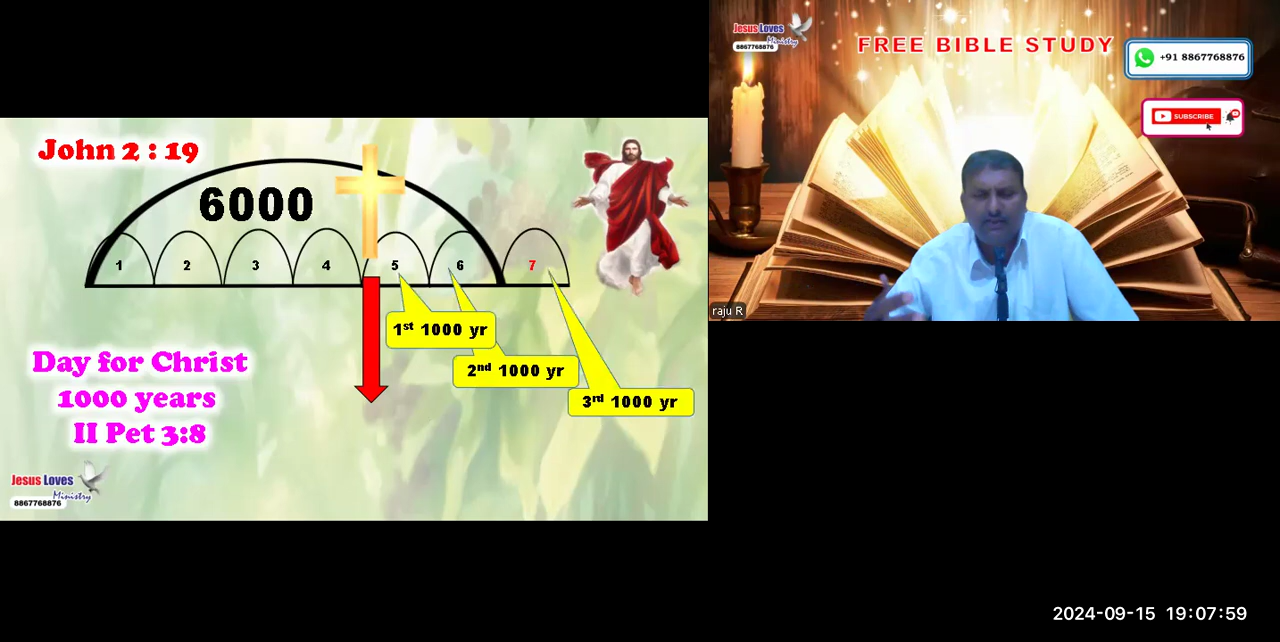 John 2 : 19
6000
1
2
3
4
5
6
7
1st 1000 yr
2nd 1000 yr
3rd 1000 yr
Day for Christ
1000 years
II Pet 3:8
Jesus Loves
Ministry
8867768876
Jesus Loves
Ministry
8867768876
FREE BIBLE STUDY
+91 8867768876
SUBSCRIBE
raju R
2024-09-15 19:07:59